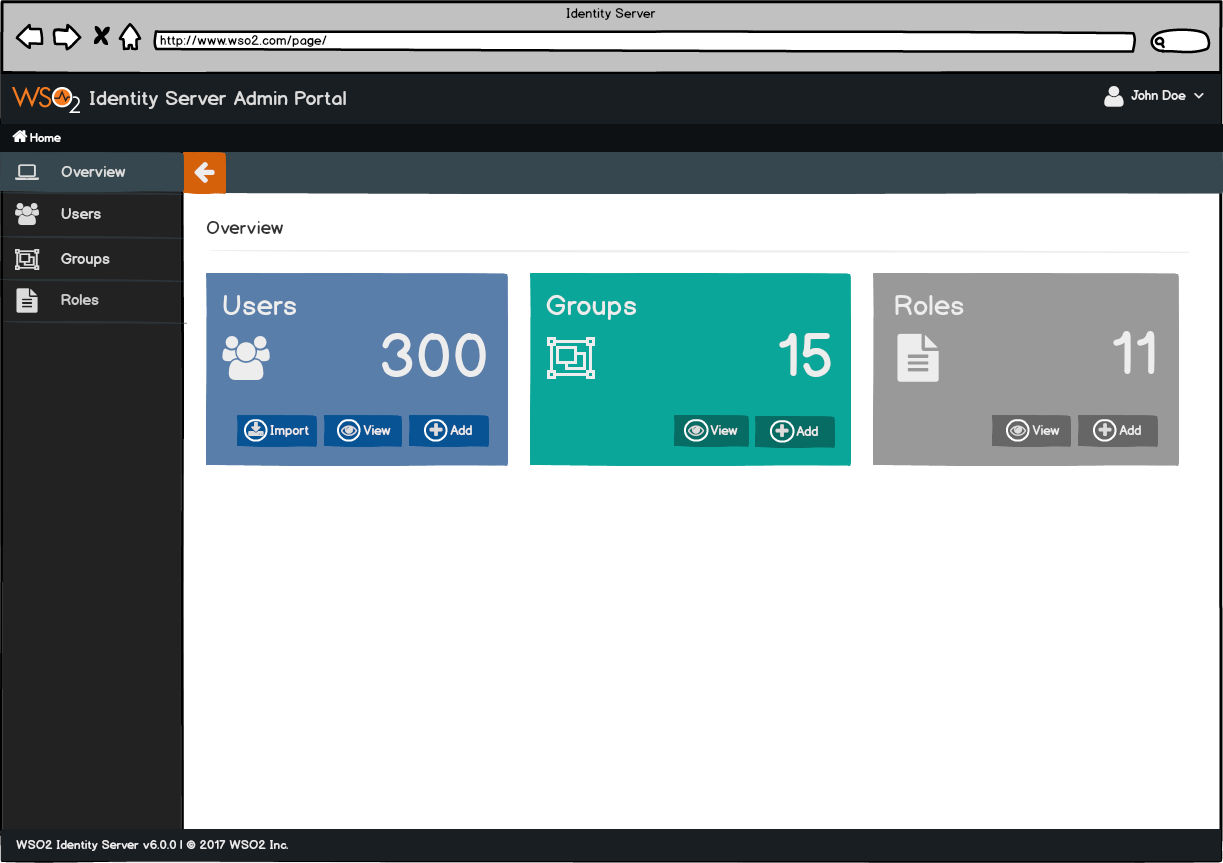 Identity Server
http://www.wso2.com/page/
WSO2 Identity Server Admin Portal
John Doe
Home
Overview
Users
Groups
Roles
Overview
Users
300
Import View Add
Groups
15
View Add
Roles
11
View Add
WSO2 Identity Server v6.0.0 | © 2017 WSO2 Inc.